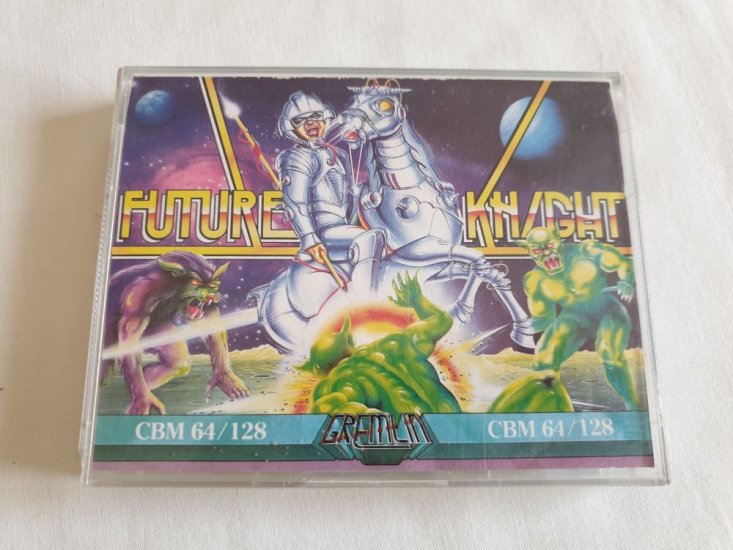 FUTURE KNIGHT
CBM 64/128 GREMLIN CBM 64/128